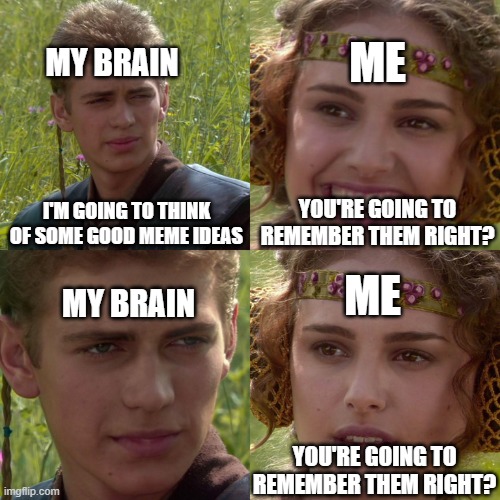 MY BRAIN
I'M GOING TO THINK
OF SOME GOOD MEME IDEAS
ME
YOU'RE GOING TO
REMEMBER THEM RIGHT?
MY BRAIN
ME
YOU'RE GOING TO
REMEMBER THEM RIGHT?
imgflip.com